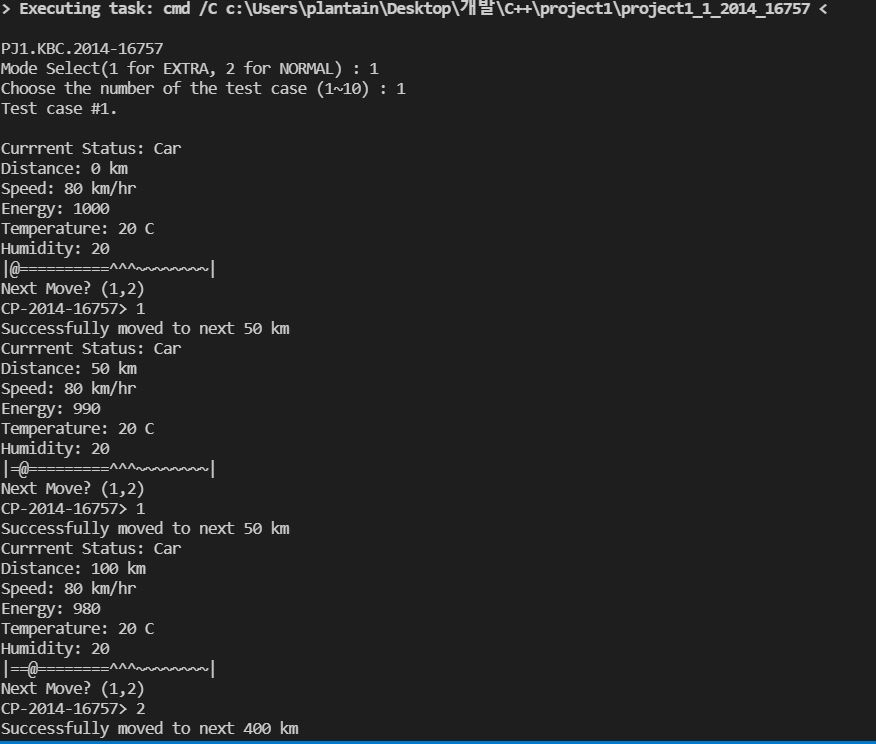 > Executing task: cmd /C c:\Users\plantain\Desktop\개발\C++\project1\project1_1_2014_16757 <
PJ1.KBC.2014-16757
Mode Select(1 for EXTRA, 2 for NORMAL) : 1
Choose the number of the test case (1~10) : 1
Test case #1.
Currrent Status: Car
Distance: 0 km
Speed: 80 km/hr
Energy: 1000
Temperature: 20 C
Humidity: 20
|@==========^^^~~~~~~~~|
Next Move? (1,2)
CP-2014-16757> 1
Successfully moved to next 50 km
Currrent Status: Car
Distance: 50 km
Speed: 80 km/hr
Energy: 990
Temperature: 20 C
Humidity: 20
|=@=========^^^~~~~~~~~|
Next Move? (1,2)
CP-2014-16757> 1
Successfully moved to next 50 km
Currrent Status: Car
Distance: 100 km
Speed: 80 km/hr
Energy: 980
Temperature: 20 C
Humidity: 20
|==@========^^^~~~~~~~~|
Next Move? (1,2)
CP-2014-16757> 2
Successfully moved to next 400 km